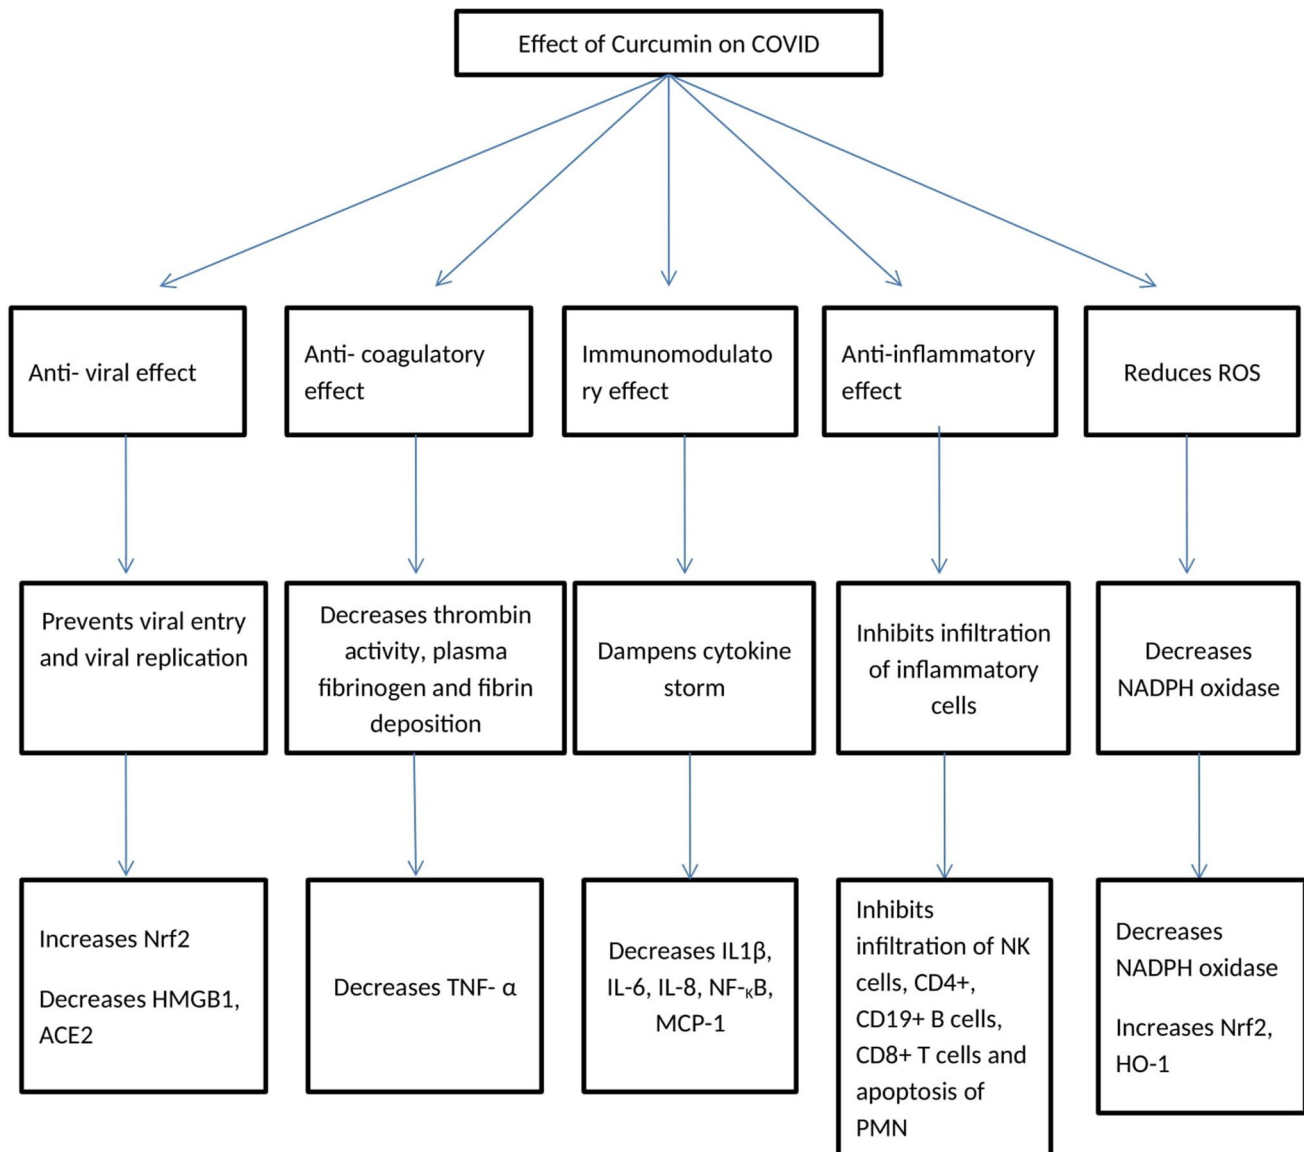 Effect of Curcumin on COVID
Anti- viral effect
Anti- coagulatory
effect
Immunomodulato
ry effect
Anti-inflammatory
effect
Reduces ROS
Prevents viral entry
and viral replication
Decreases thrombin
activity, plasma
fibrinogen and fibrin
deposition
Dampens cytokine
storm
Inhibits infiltration
of inflammatory
cells
Decreases
NADPH oxidase
Increases Nrf2
Decreases HMGB1,
ACE2
Decreases TNF- α
Decreases IL1β,
IL-6, IL-8, NF-κB,
MCP-1
Inhibits
infiltration of NK
cells, CD4+,
CD19+ B cells,
CD8+ T cells and
apoptosis of
PMN
Decreases
NADPH oxidase
Increases Nrf2,
HO-1